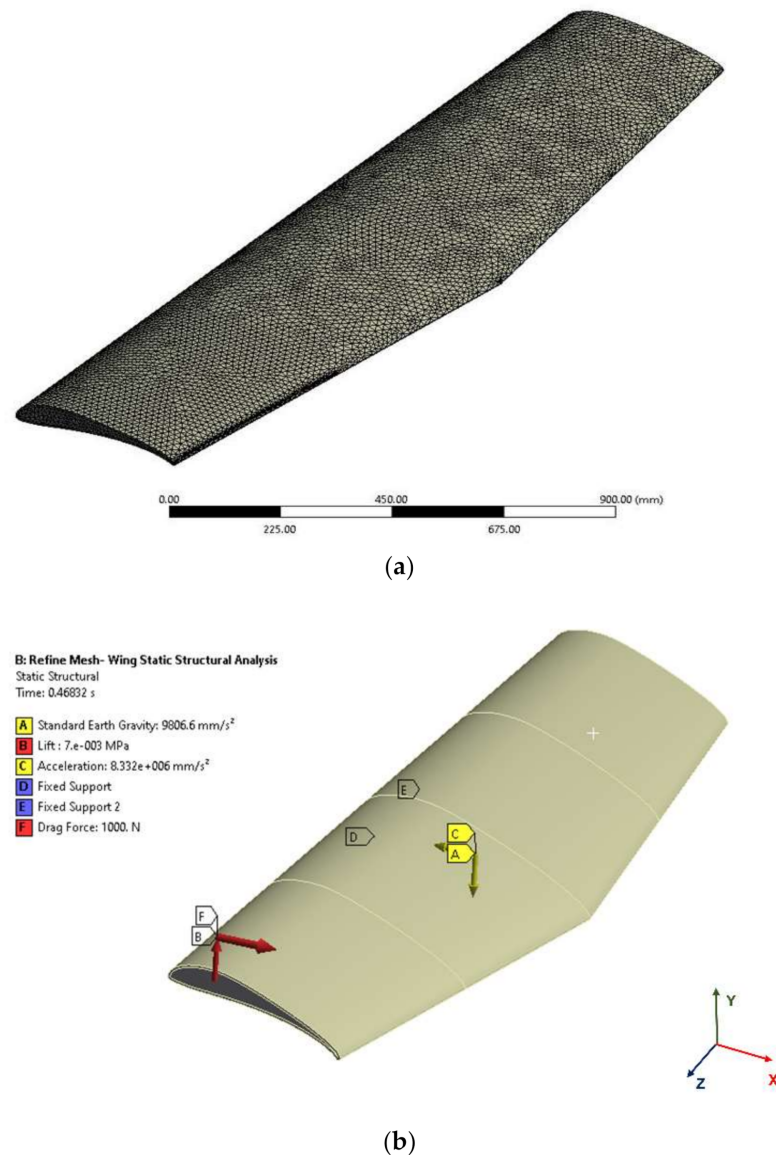 0.00 450.00 900.00 (mm)
225.00 675.00
(a)
B: Refine Mesh- Wing Static Structural Analysis
Static Structural
Time: 0.46832 s
A Standard Earth Gravity: 9806.6 mm/s²
B Lift : 7.e-003 MPa
C Acceleration: 8.332e+006 mm/s²
D Fixed Support
E Fixed Support 2
F Drag Force: 1000. N
E
D
C
A
F
B
Y
Z
X
(b)